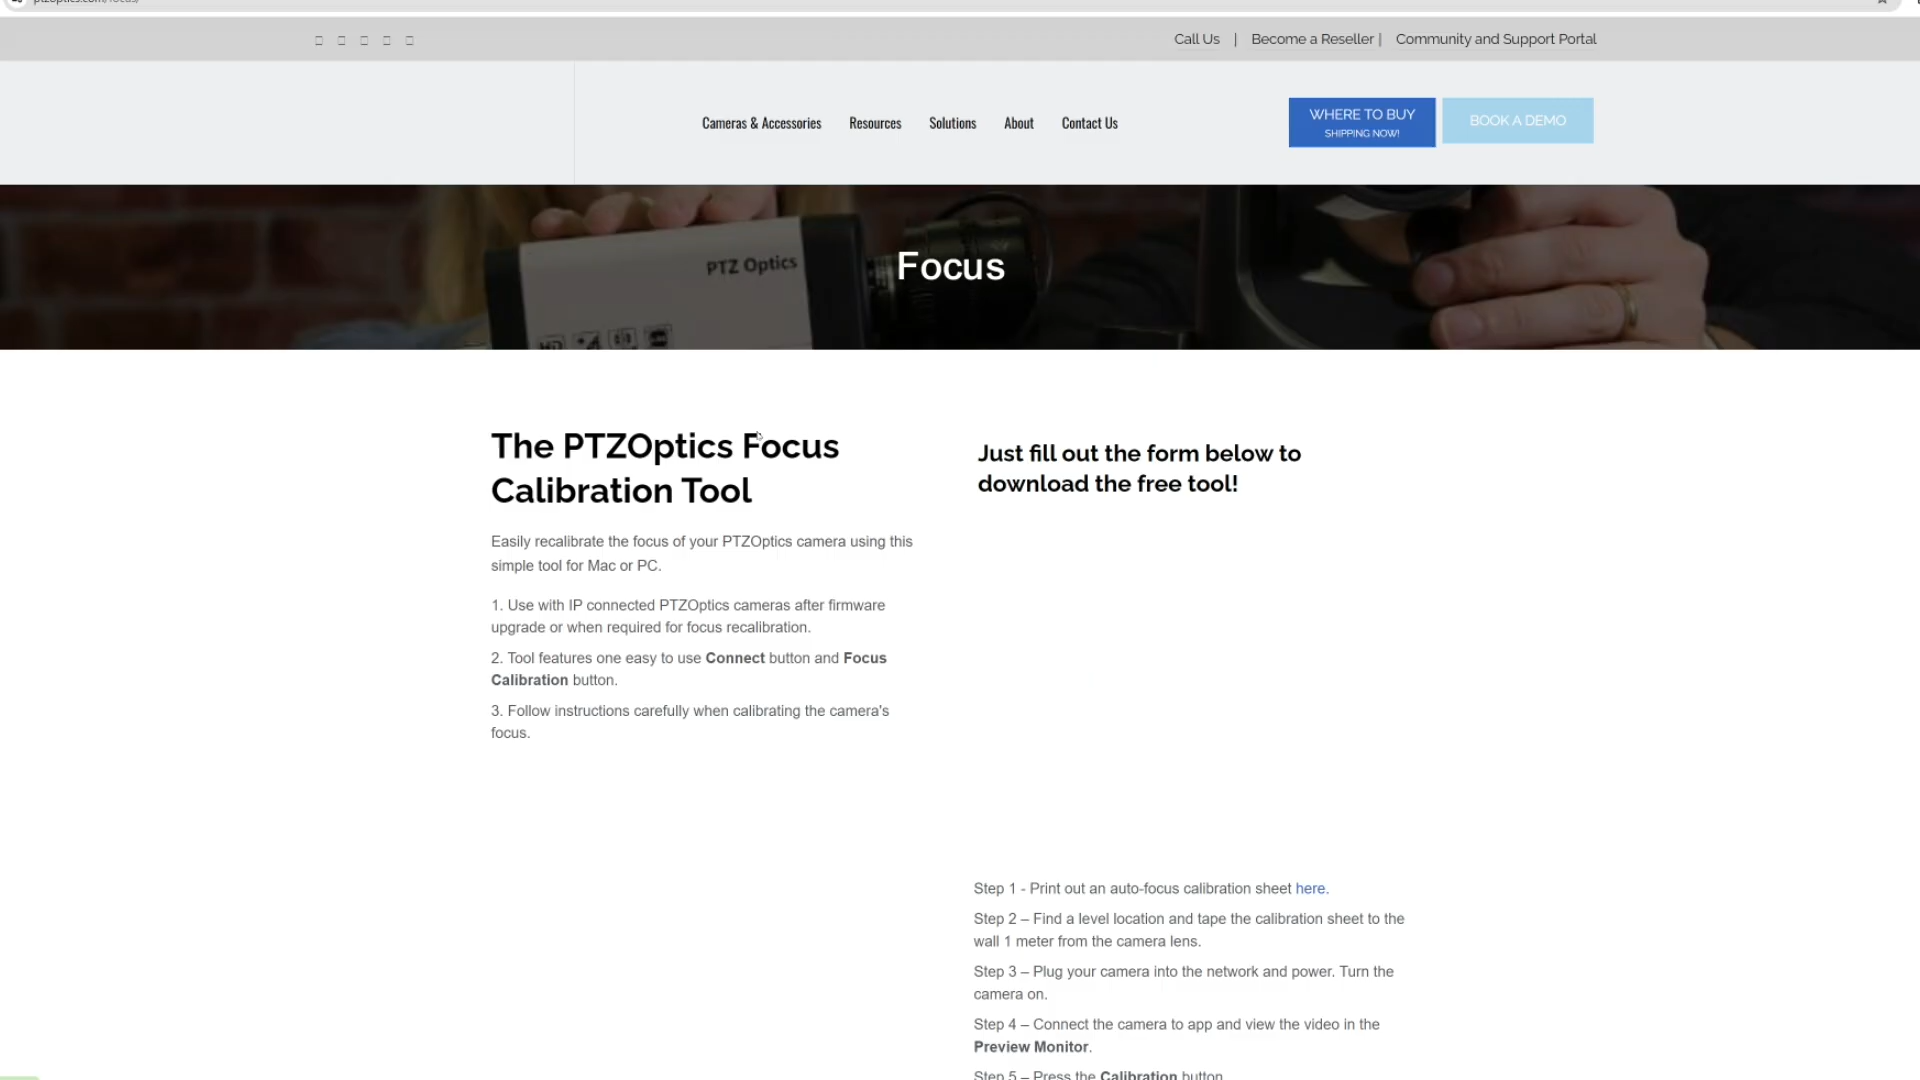 Call Us | Become a Reseller | Community and Support Portal
Cameras & Accessories Resources Solutions About Contact Us
WHERE TO BUY
SHIPPING NOW!
BOOK A DEMO
PTZ Optics
Focus
The PTZOptics Focus
Calibration Tool
Easily recalibrate the focus of your PTZOptics camera using this
simple tool for Mac or PC.
1. Use with IP connected PTZOptics cameras after firmware
upgrade or when required for focus recalibration.
2. Tool features one easy to use Connect button and Focus
Calibration button.
3. Follow instructions carefully when calibrating the camera's
focus.
Just fill out the form below to
download the free tool!
Step 1 - Print out an auto-focus calibration sheet here.
Step 2 – Find a level location and tape the calibration sheet to the
wall 1 meter from the camera lens.
Step 3 – Plug your camera into the network and power. Turn the
camera on.
Step 4 – Connect the camera to app and view the video in the
Preview Monitor.
Step 5 – Press the Calibration button